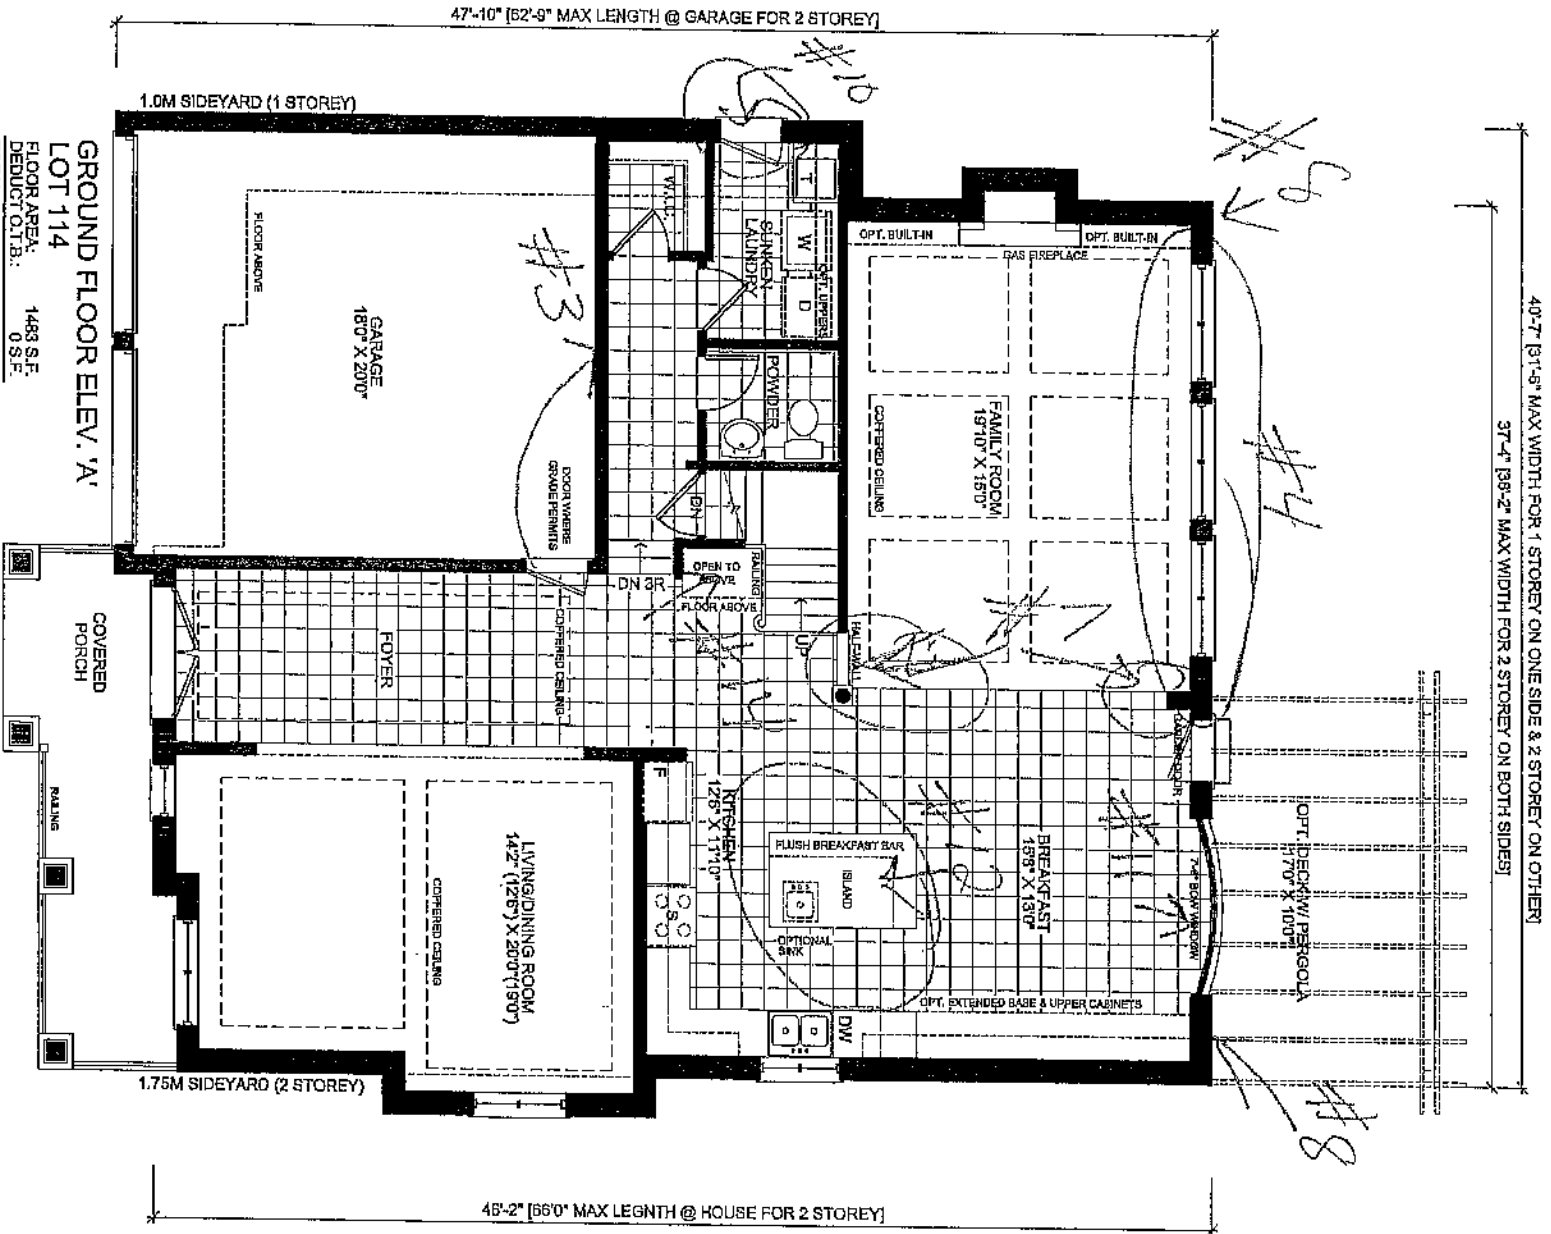 47'-10" [62'-9" MAX LENGTH @ GARAGE FOR 2 STOREY]
40'-7" [31'-6" MAX WIDTH FOR 1 STOREY ON ONE SIDE & 2 STOREY ON OTHER]
37'-4" [38'-2" MAX WIDTH FOR 2 STOREY ON BOTH SIDES]
46'-2" [66'0" MAX LEGNTH @ HOUSE FOR 2 STOREY]
1.0M SIDEYARD (1 STOREY)
1.75M SIDEYARD (2 STOREY)
GROUND FLOOR ELEV. 'A'
LOT 114
FLOOR AREA: 1483 S.F.
DEDUCT O.T.B.: 0 S.F.
FLOOR ABOVE
GARAGE
18'0" X 20'0"
DOOR WHERE
GRADE PERMITS
#3
W.I.C.
SUNKEN
LAUNDRY
T
W
D
OPT. UPPERS
#10
POWDER
DN
OPT. BUILT-IN
OPT. BUILT-IN
GAS FIREPLACE
FAMILY ROOM
19'10" X 15'0"
COFFERED CEILING
#4
RAILING
OPEN TO
ABOVE
FLOOR ABOVE
DN 3R
UP
HALF WALL
#7
COVERED
PORCH
FOYER
COFFERED CEILING
RAILING
LIVING/DINING ROOM
14'2" (12'6") X 20'0"(19'0")
COFFERED CEILING
F
S
KITCHEN
12'6" X 11'10"
FLUSH BREAKFAST BAR
ISLAND
OPTIONAL
SINK
DW
BREAKFAST
15'8" X 13'0"
OPT. EXTENDED BASE & UPPER CABINETS
GARDEN DOOR
7'-6" BOW WINDOW
#1
OPT. DECK W/ PERGOLA
17'0" X 10'0"
#8